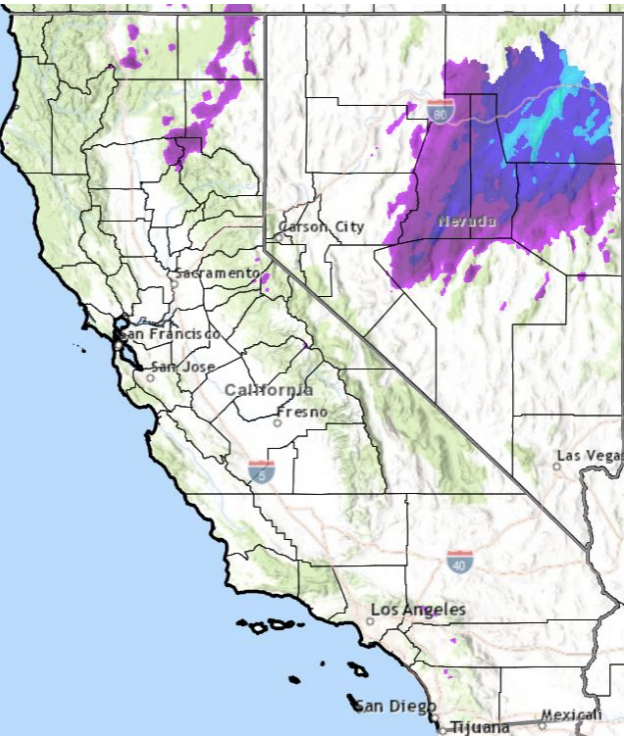 80
Nevada
Carson City
Sacramento
San Francisco
San Jose
California
Fresno
Las Vegas
5
40
Los Angeles
San Diego
Tijuana
Mexicali